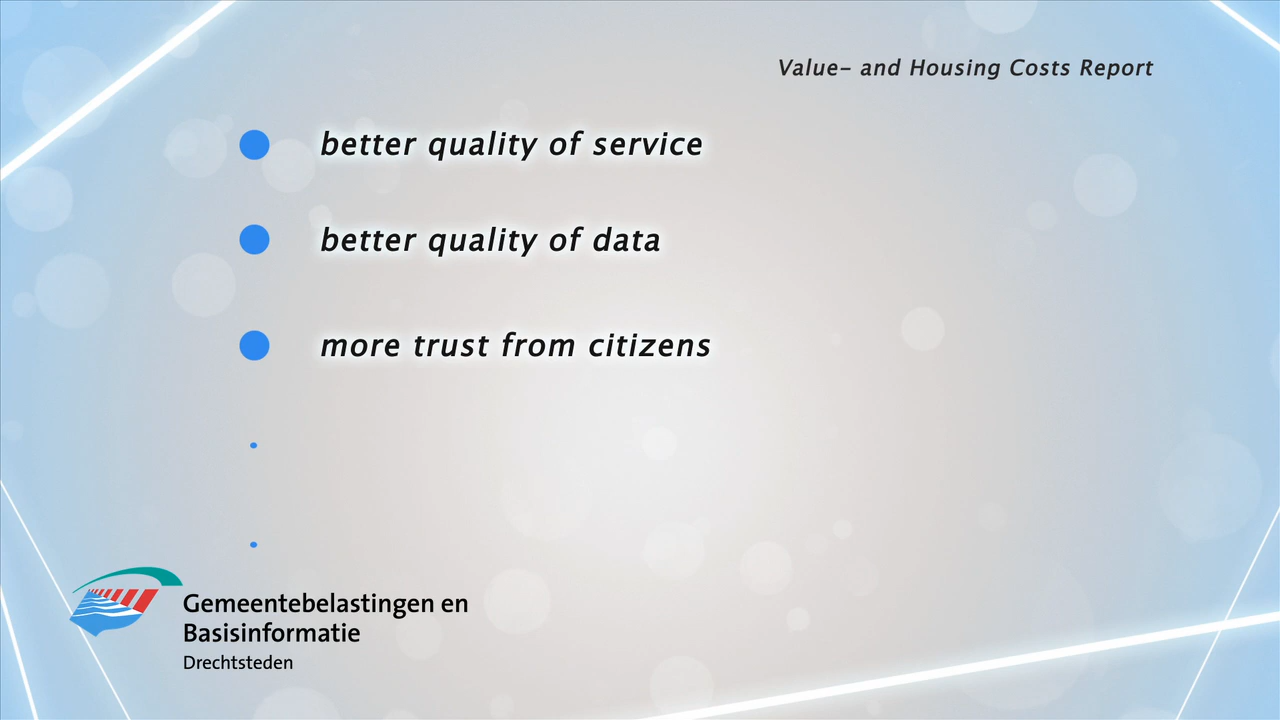 Value– and Housing Costs Report
better quality of service
better quality of data
more trust from citizens
Gemeentebelastingen en
Basisinformatie
Drechtsteden